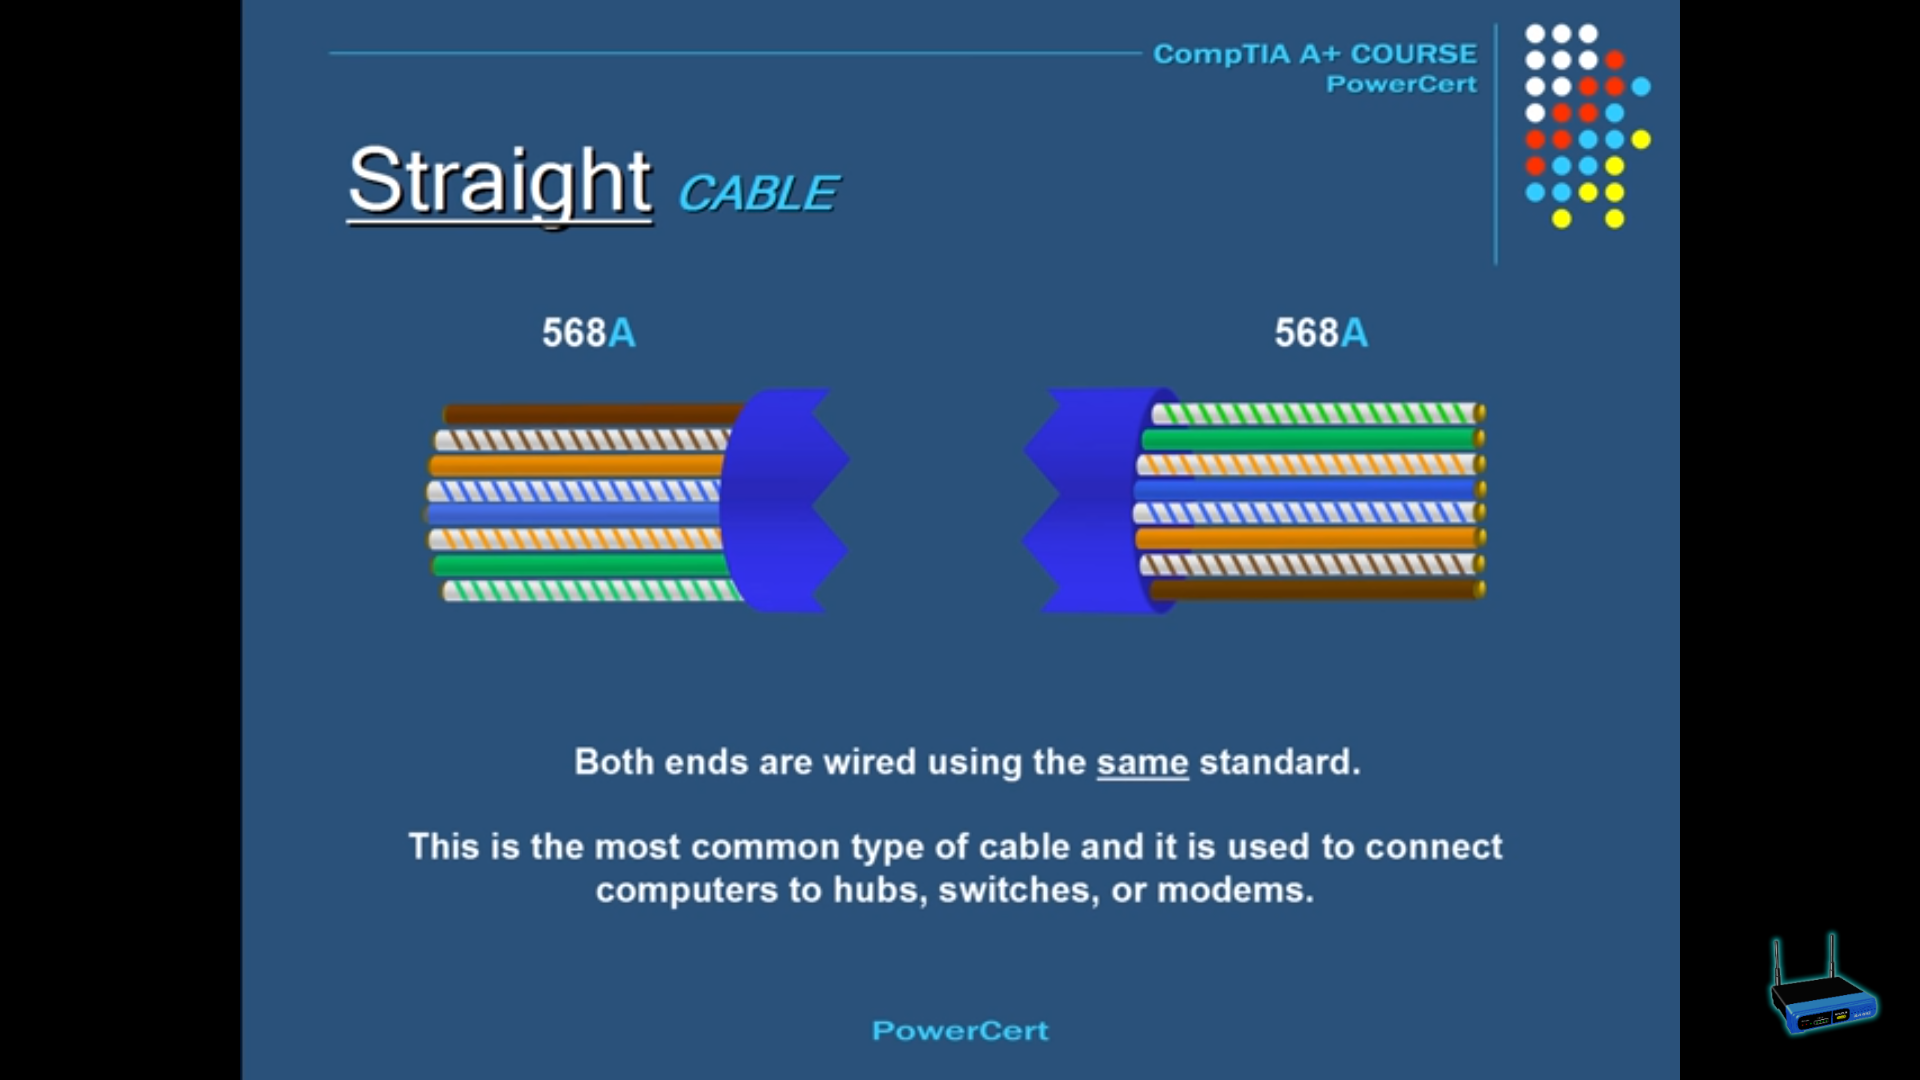 CompTIA A+ COURSE
PowerCert
Straight CABLE
568A
568A
Both ends are wired using the same standard.
This is the most common type of cable and it is used to connect
computers to hubs, switches, or modems.
PowerCert